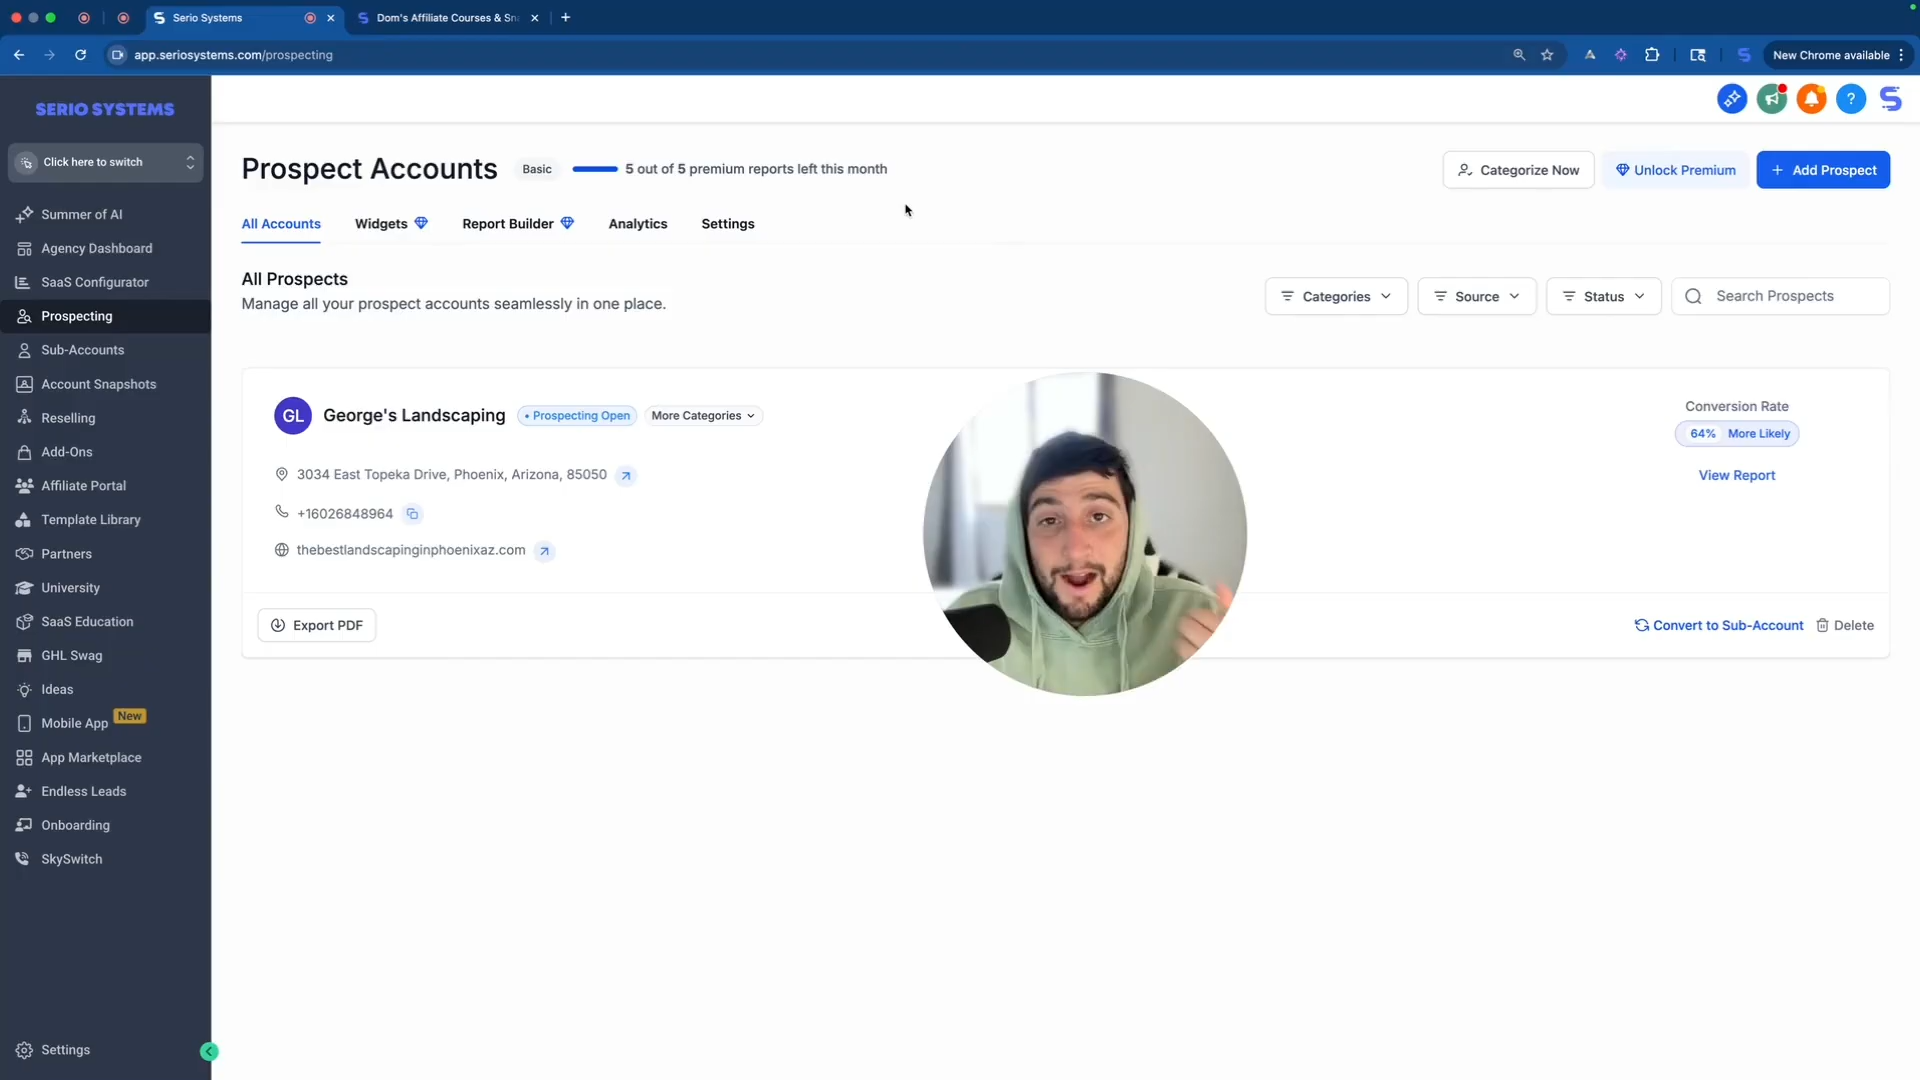 Serio Systems
Dom's Affiliate Courses & Sn
app.seriosystems.com/prospecting
New Chrome available
SERIO SYSTEMS
Click here to switch
Summer of AI
Agency Dashboard
SaaS Configurator
Prospecting
Sub-Accounts
Account Snapshots
Reselling
Add-Ons
Affiliate Portal
Template Library
Partners
University
SaaS Education
GHL Swag
Ideas
Mobile App New
App Marketplace
Endless Leads
Onboarding
SkySwitch
Settings
Prospect Accounts Basic 5 out of 5 premium reports left this month
Categorize Now Unlock Premium + Add Prospect
All Accounts Widgets Report Builder Analytics Settings
All Prospects
Manage all your prospect accounts seamlessly in one place.
Categories Source Status Search Prospects
GL George's Landscaping • Prospecting Open More Categories
3034 East Topeka Drive, Phoenix, Arizona, 85050
+16026848964
thebestlandscapinginphoenixaz.com
Conversion Rate
64% More Likely
View Report
Export PDF
Convert to Sub-Account Delete